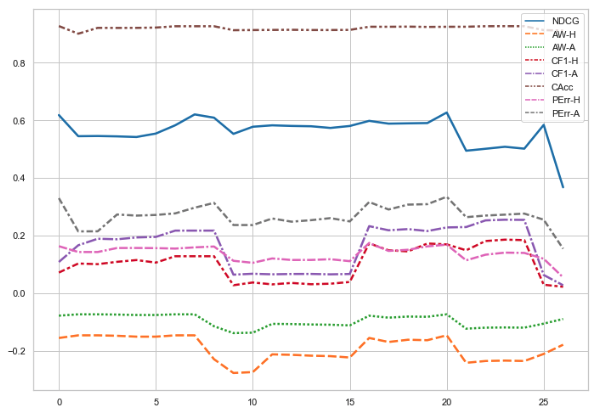 NDCG
AW-H
AW-A
CF1-H
CF1-A
CAcc
PErr-H
PErr-A
0.8
0.6
0.4
0.2
0.0
−0.2
0 5 10 15 20 25